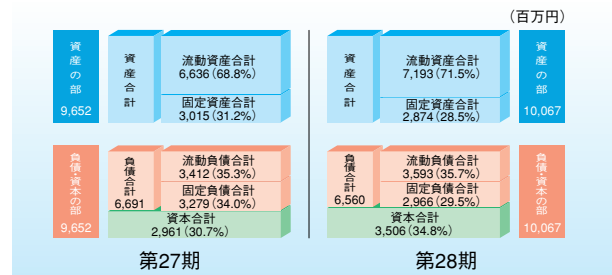 (百万円)
資産の部
9,652
資産合計
流動資産合計
6,636(68.8%)
固定資産合計
3,015(31.2%)
負債・資本の部
9,652
負債合計
6,691
流動負債合計
3,412(35.3%)
固定負債合計
3,279(34.0%)
資本合計
2,961(30.7%)
第27期
資産合計
流動資産合計
7,193(71.5%)
固定資産合計
2,874(28.5%)
資産の部
10,067
負債合計
6,560
流動負債合計
3,593(35.7%)
固定負債合計
2,966(29.5%)
資本合計
3,506(34.8%)
負債・資本の部
10,067
第28期